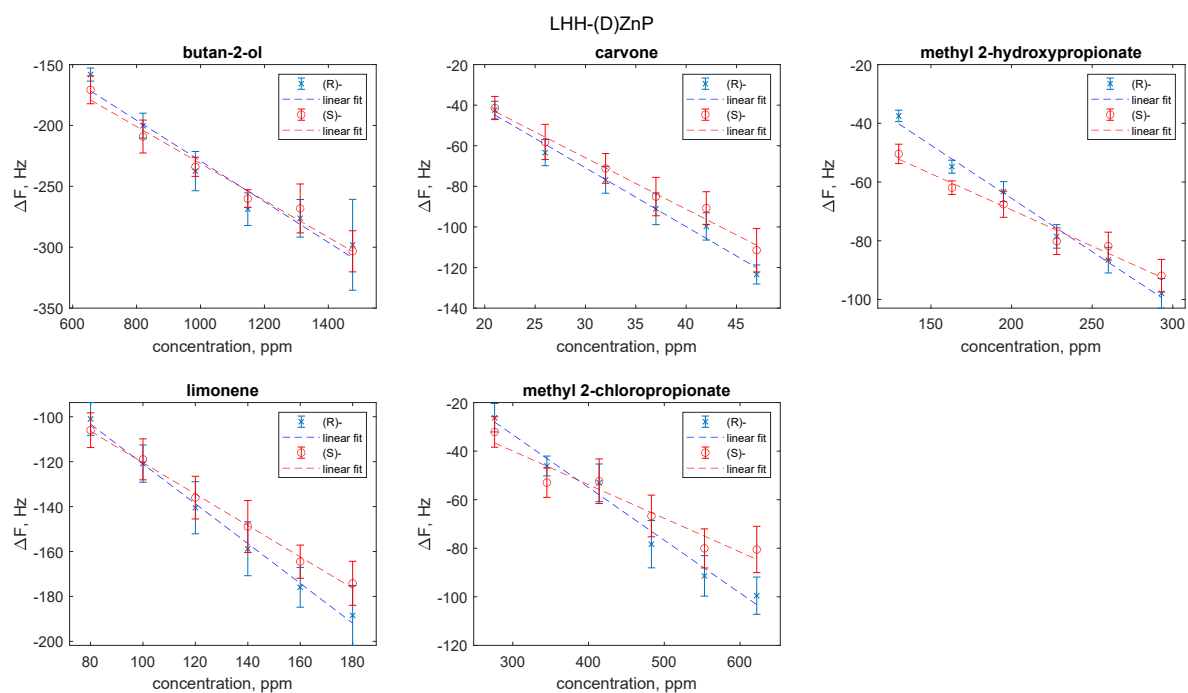 LHH-(D)ZnP
butan-2-ol
-150
-200
-250
-300
-350
600
800
1000
1200
1400
ΔF, Hz
concentration, ppm
(R)-
linear fit
(S)-
linear fit
carvone
-20
-40
-60
-80
-100
-120
-140
20
25
30
35
40
45
ΔF, Hz
concentration, ppm
(R)-
linear fit
(S)-
linear fit
methyl 2-hydroxypropionate
-20
-40
-60
-80
-100
150
200
250
300
ΔF, Hz
concentration, ppm
(R)-
linear fit
(S)-
linear fit
limonene
-100
-120
-140
-160
-180
-200
80
100
120
140
160
180
ΔF, Hz
concentration, ppm
(R)-
linear fit
(S)-
linear fit
methyl 2-chloropropionate
-20
-40
-60
-80
-100
-120
300
400
500
600
ΔF, Hz
concentration, ppm
(R)-
linear fit
(S)-
linear fit